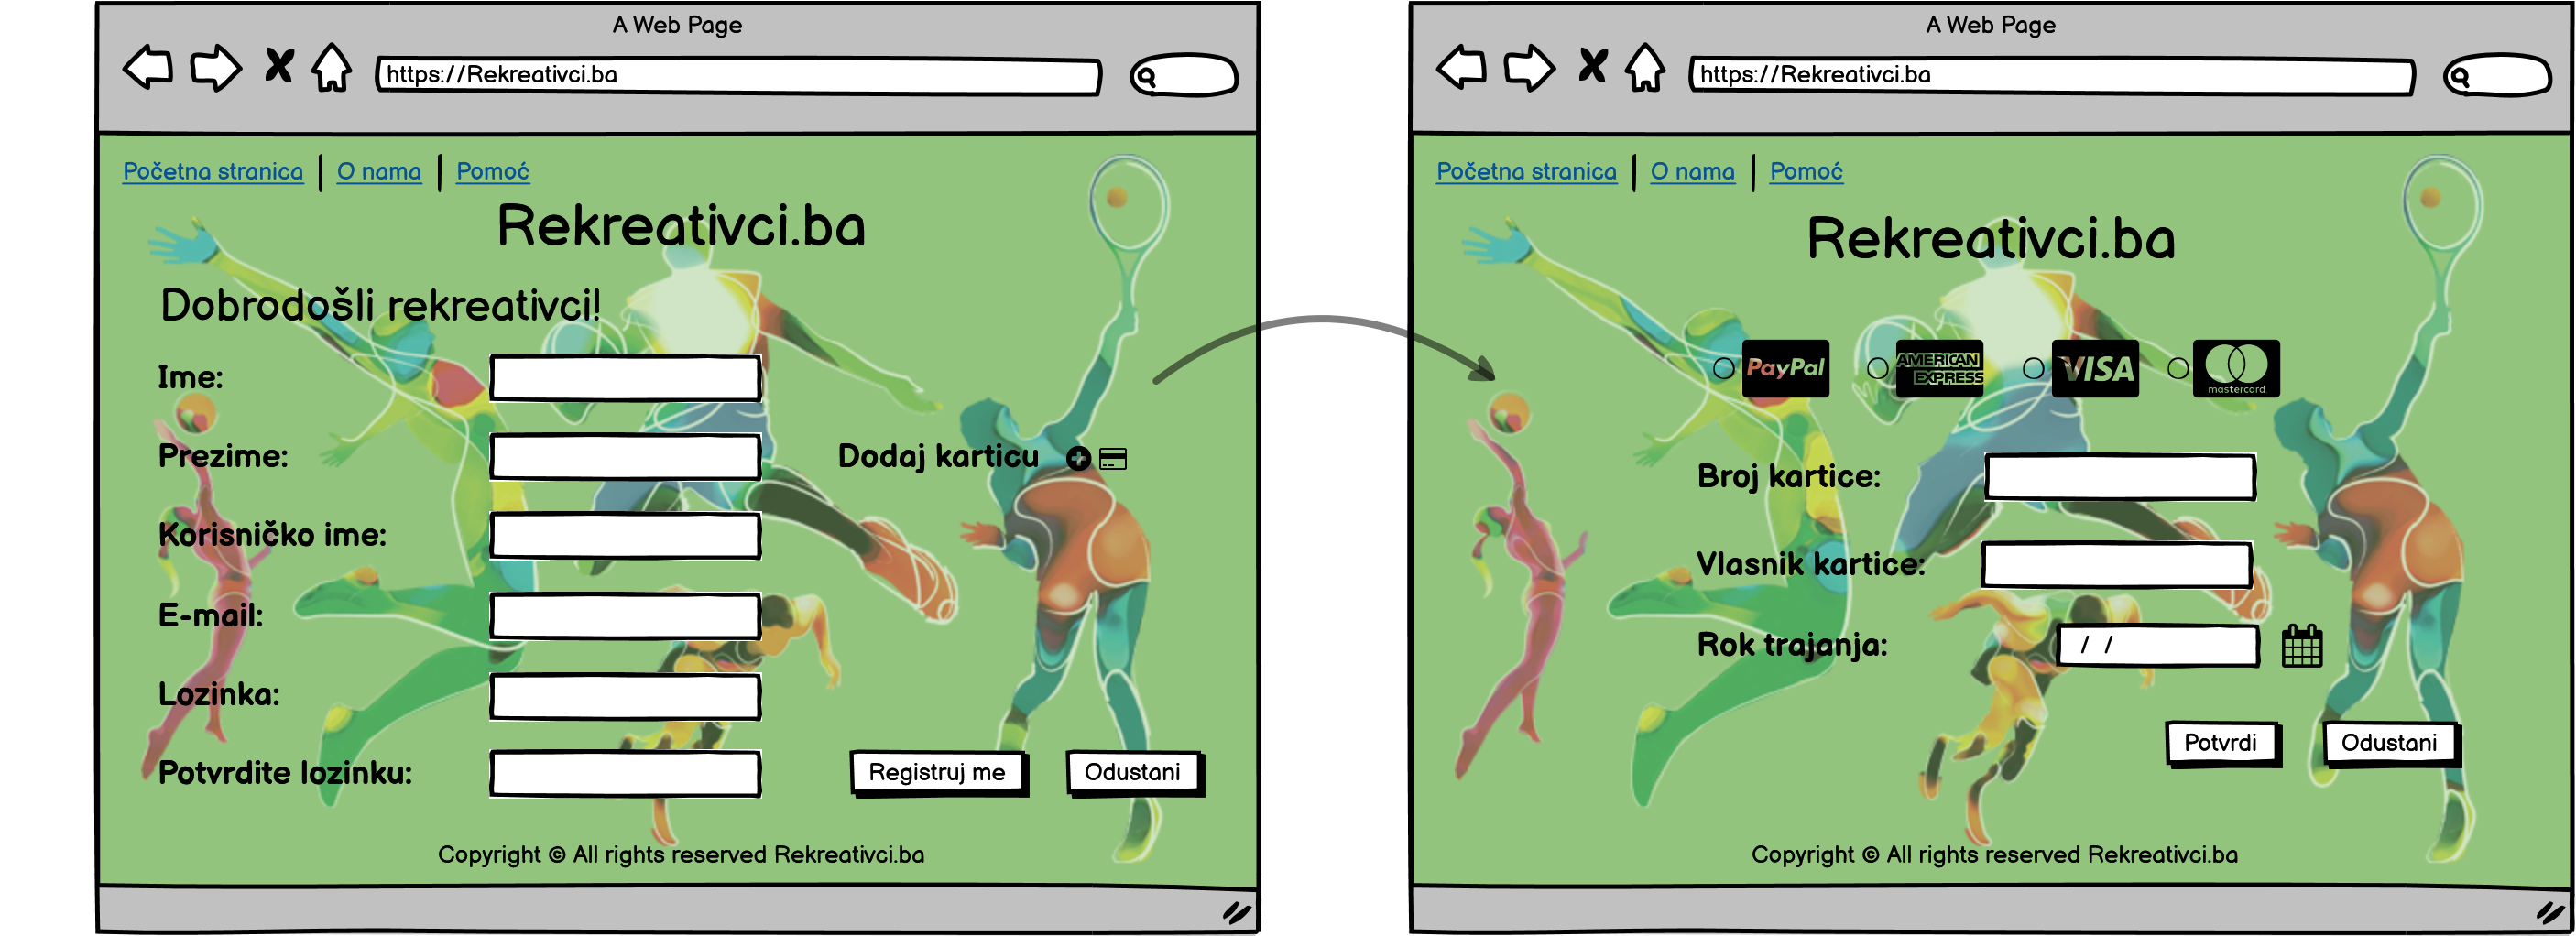 A Web Page
https://Rekreativci.ba
Početna stranica | O nama | Pomoć
Rekreativci.ba
Dobrodošli rekreativci!
Ime:
Prezime:
Dodaj karticu
Korisničko ime:
E-mail:
Lozinka:
Potvrdite lozinku:
Registruj me
Odustani
Copyright © All rights reserved Rekreativci.ba
A Web Page
https://Rekreativci.ba
Početna stranica | O nama | Pomoć
Rekreativci.ba
PayPal
AMERICAN
EXPRESS
VISA
mastercard
Broj kartice:
Vlasnik kartice:
Rok trajanja:
/ /
Potvrdi
Odustani
Copyright © All rights reserved Rekreativci.ba